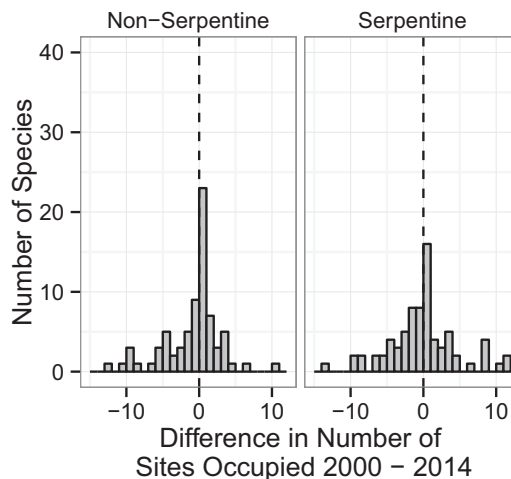 Non−Serpentine Serpentine
40
30
20
10
0
Number of Species
−10 0 10 −10 0 10
Difference in Number of
Sites Occupied 2000 − 2014